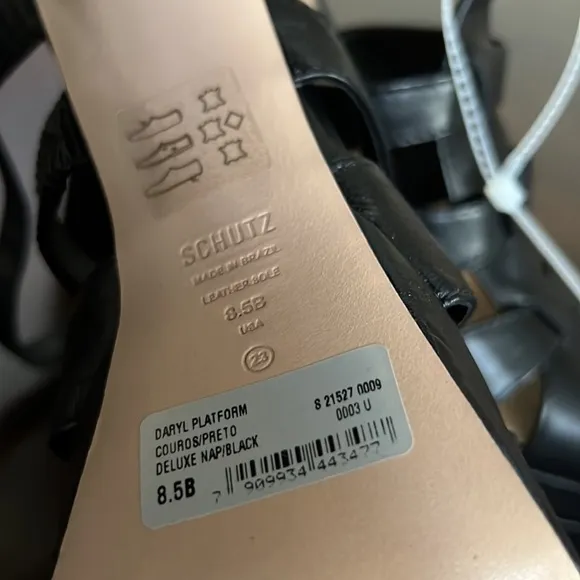 SCHUTZ
MADE IN BRAZIL
LEATHER SOLE
8.5B
USA
23
DARYL PLATFORM
COUROS/PRETO
DELUXE NAP/BLACK
8.5B
S 21527 0009
0003 U
7 909934 443477